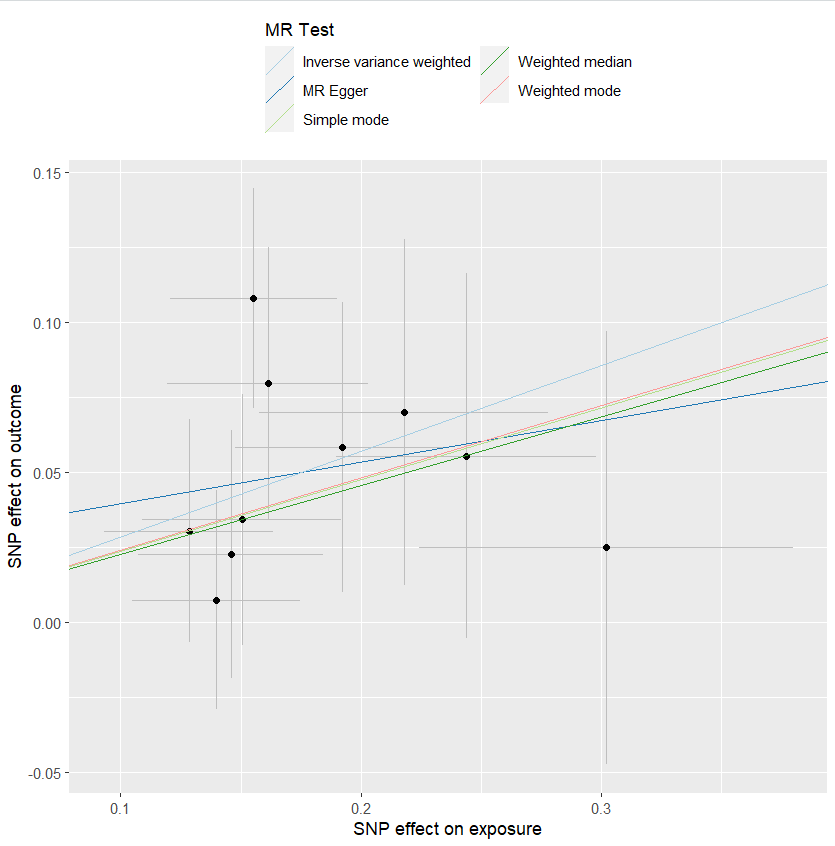 MR Test
Inverse variance weighted
Weighted median
MR Egger
Weighted mode
Simple mode
0.15
0.10
0.05
0.00
-0.05
SNP effect on outcome
0.1
0.2
0.3
SNP effect on exposure